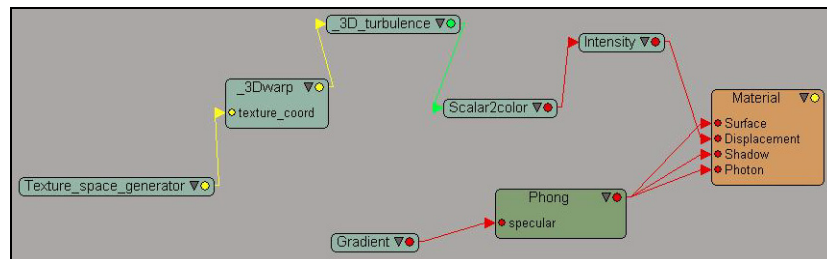 _3D_turbulence
Intensity
_3Dwarp
texture_coord
Scalar2color
Material
Surface
Displacement
Shadow
Photon
Texture_space_generator
Phong
specular
Gradient